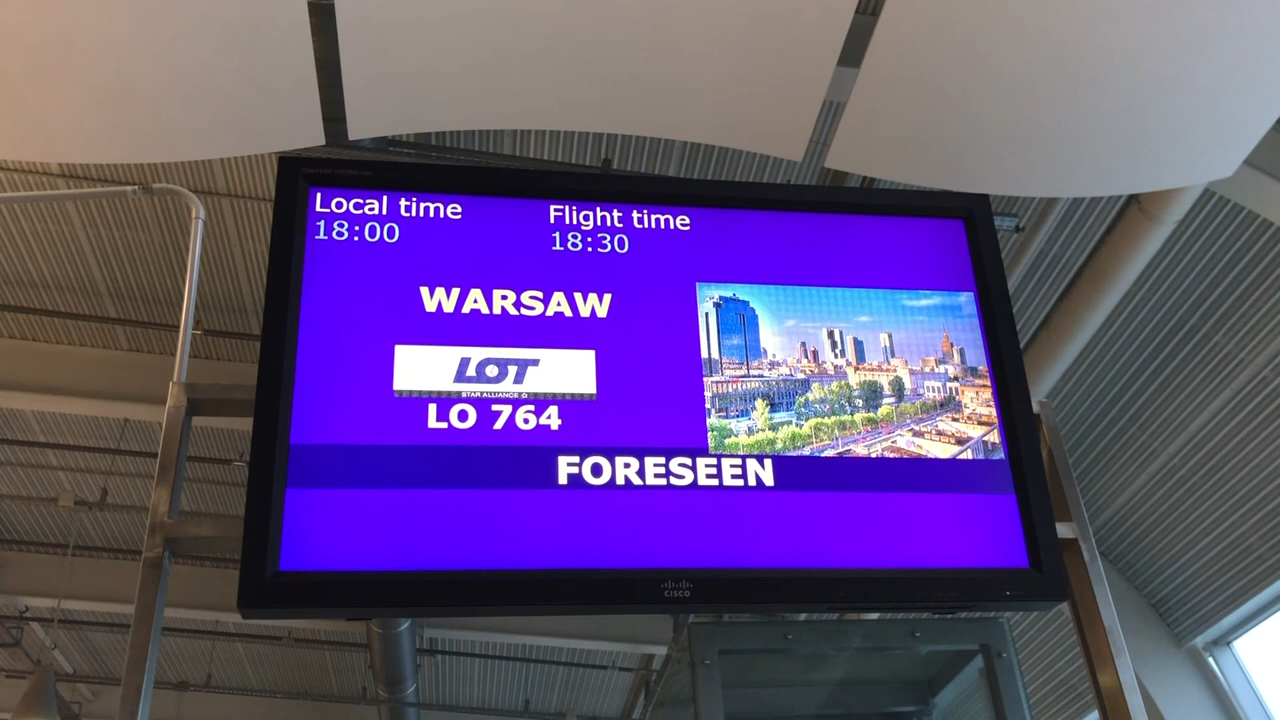 Local time
18:00
Flight time
18:30
WARSAW
LOT
STAR ALLIANCE
LO 764
FORESEEN
CISCO